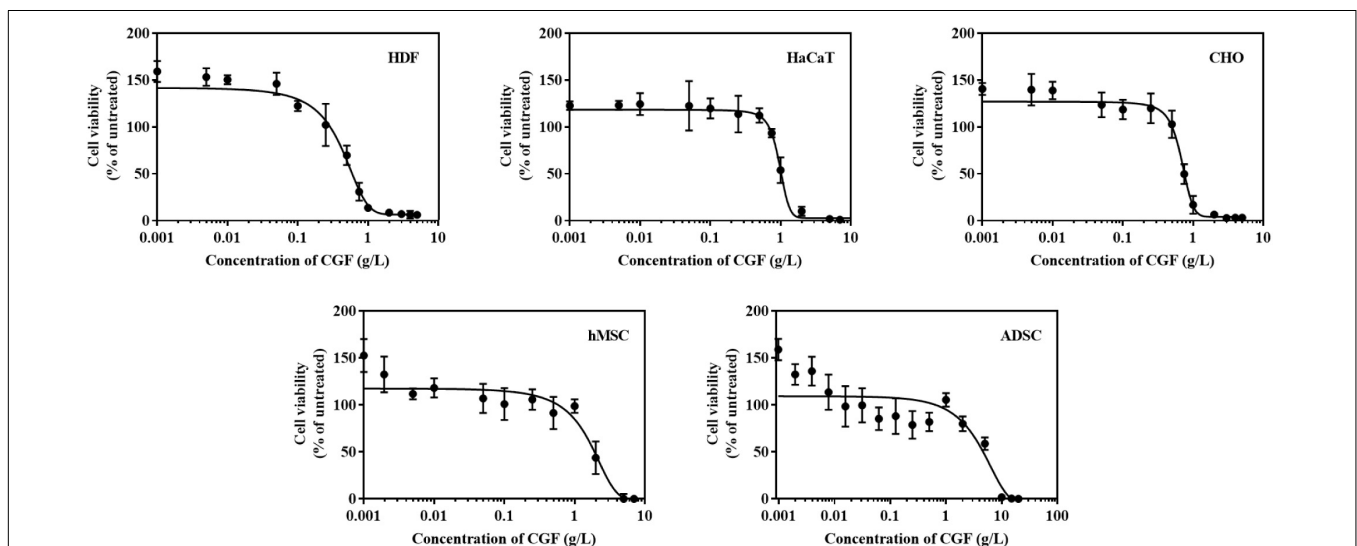 HDF
Cell viability
(% of untreated)
200
150
100
50
0
0.001 0.01 0.1 1 10
Concentration of CGF (g/L)
HaCaT
Cell viability
(% of untreated)
200
150
100
50
0
0.001 0.01 0.1 1 10
Concentration of CGF (g/L)
CHO
Cell viability
(% of untreated)
200
150
100
50
0
0.001 0.01 0.1 1 10
Concentration of CGF (g/L)
hMSC
Cell viability
(% of untreated)
200
150
100
50
0
0.001 0.01 0.1 1 10
Concentration of CGF (g/L)
ADSC
Cell viability
(% of untreated)
200
150
100
50
0
0.001 0.01 0.1 1 10 100
Concentration of CGF (g/L)